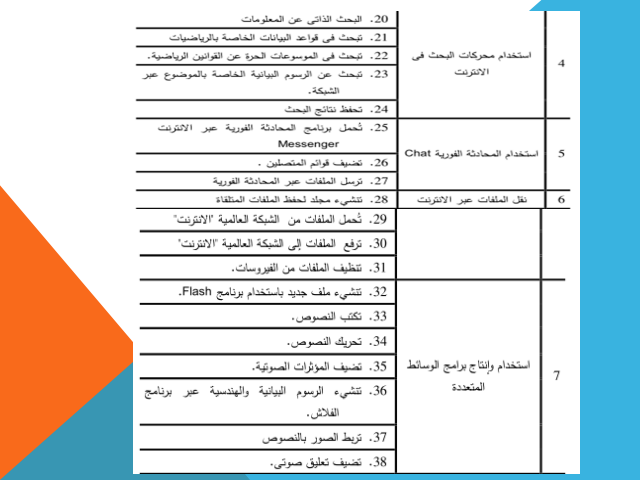 4
استخدام محركات البحث فى
الانترنت
20. البحث الذاتى عن المعلومات
21. تبحث فى قواعد البيانات الخاصة بالرياضيات
22. تبحث فى الموسوعات الحرة عن القوانين الرياضية.
23. تبحث عن الرسوم البيانية الخاصة بالموضوع عبر
الشبكة.
24. تحفظ نتائج البحث
5
استخدام المحادثة الفورية Chat
25. تُحمل برنامج المحادثة الفورية عبر الانترنت
Messenger
26. تضيف قوائم المتصلين .
27. ترسل الملفات عبر المحادثة الفورية
6
نقل الملفات عبر الانترنت
28. تنشيء مجلد لحفظ الملفات المتلقاة
29. تُحمل الملفات من الشبكة العالمية "الانترنت"
30. ترفع الملفات إلى الشبكة العالمية "الانترنت"
31. تنظيف الملفات من الفيروسات.
7
استخدام وإنتاج برامج الوسائط
المتعددة
32. تنشيء ملف جديد باستخدام برنامج Flash.
33. تكتب النصوص.
34. تحريك النصوص.
35. تضيف المؤثرات الصوتية.
36. تنشيء الرسوم البيانية والهندسية عبر برنامج
الفلاش.
37. تربط الصور بالنصوص
38. تضيف تعليق صوتى.